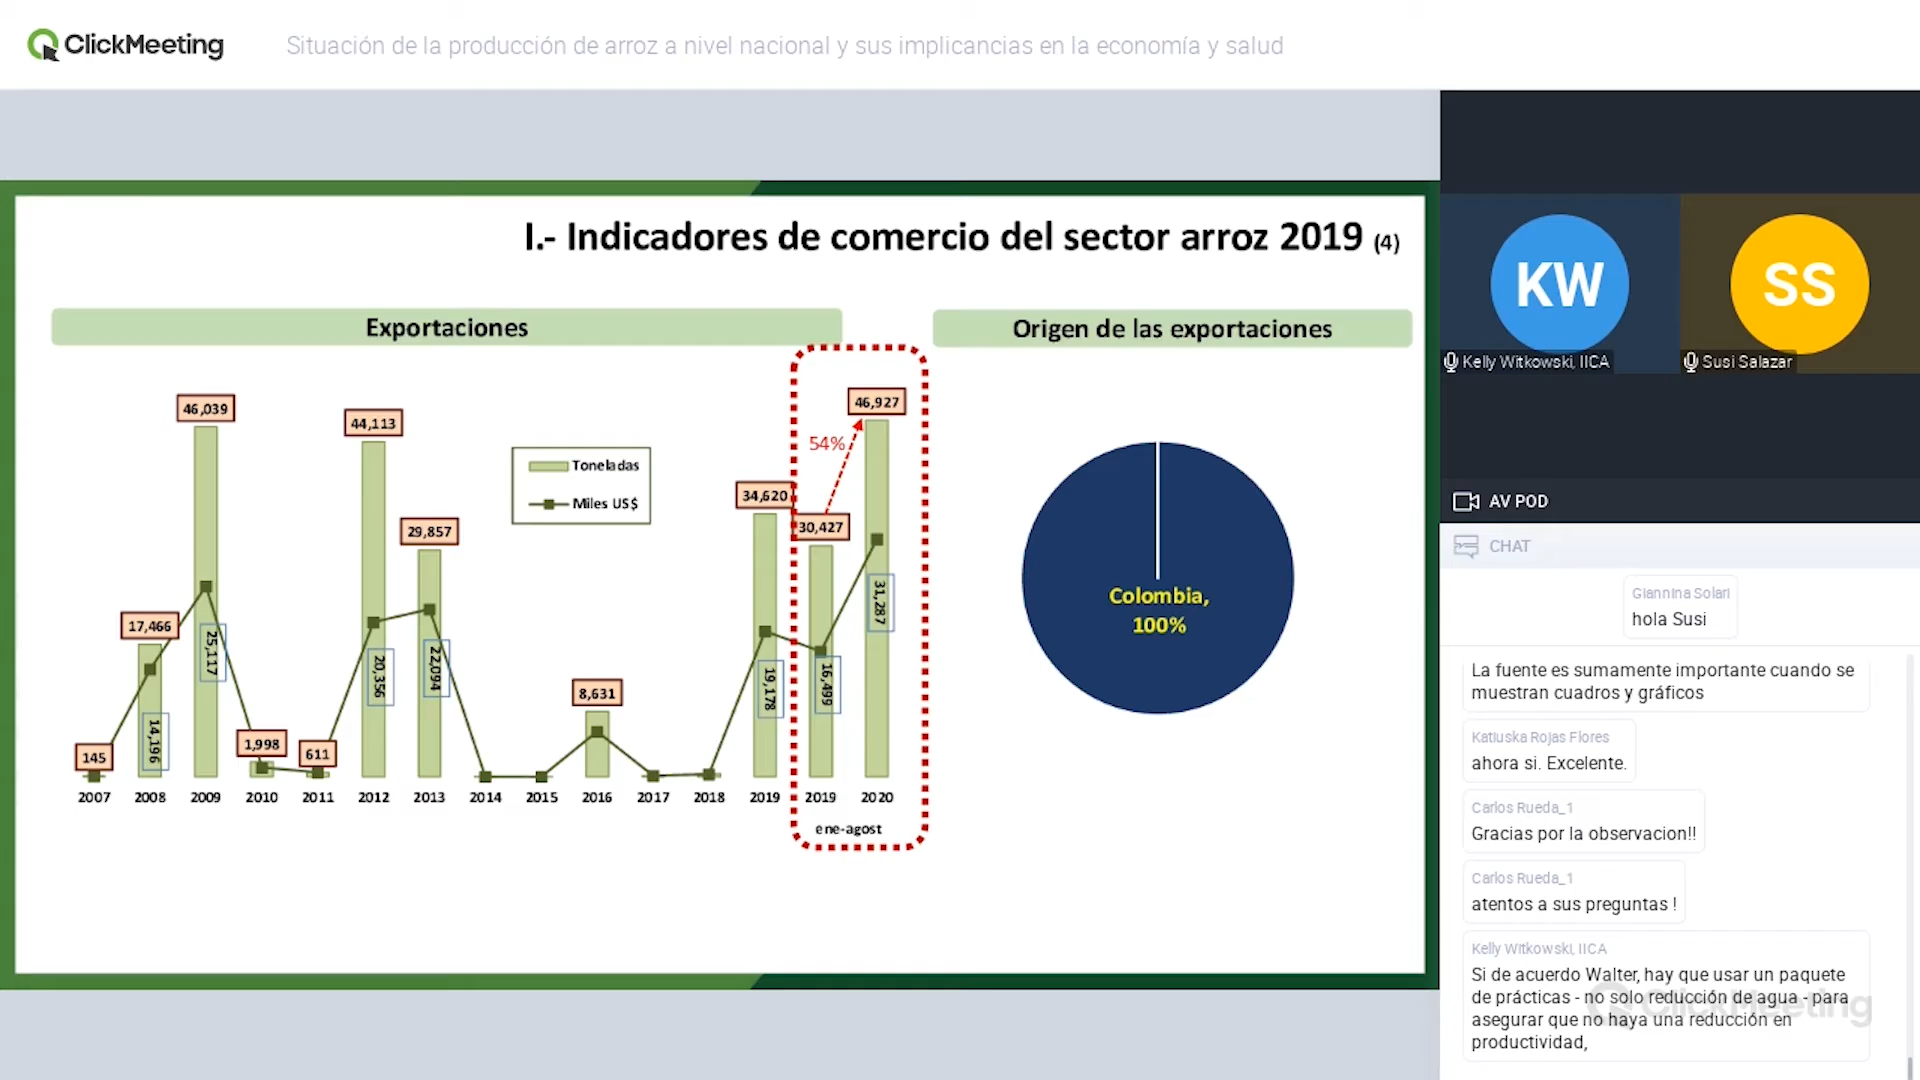 ClickMeeting
Situación de la producción de arroz a nivel nacional y sus implicancias en la economía y salud
I.- Indicadores de comercio del sector arroz 2019 (4)
Exportaciones
Origen de las exportaciones
46,927
46,039
44,113
54%
Toneladas
Miles US$
34,620
30,427
29,857
17,466
25,117
20,356
22,094
31,287
19,178
16,499
8,631
14,196
145
1,998
611
2007 2008 2009 2010 2011 2012 2013 2014 2015 2016 2017 2018 2019 2019 2020
ene-agost
Colombia,
100%
KW
SS
Kelly Witkowski, IICA
Susi Salazar
AV POD
CHAT
Giannina Solari
hola Susi
La fuente es sumamente importante cuando se
muestran cuadros y gráficos
Katiuska Rojas Flores
ahora si. Excelente.
Carlos Rueda_1
Gracias por la observacion!!
Carlos Rueda_1
atentos a sus preguntas !
Kelly Witkowski, IICA
Si de acuerdo Walter, hay que usar un paquete
de prácticas - no solo reducción de agua - para
asegurar que no haya una reducción en
productividad,
ClickMeeting